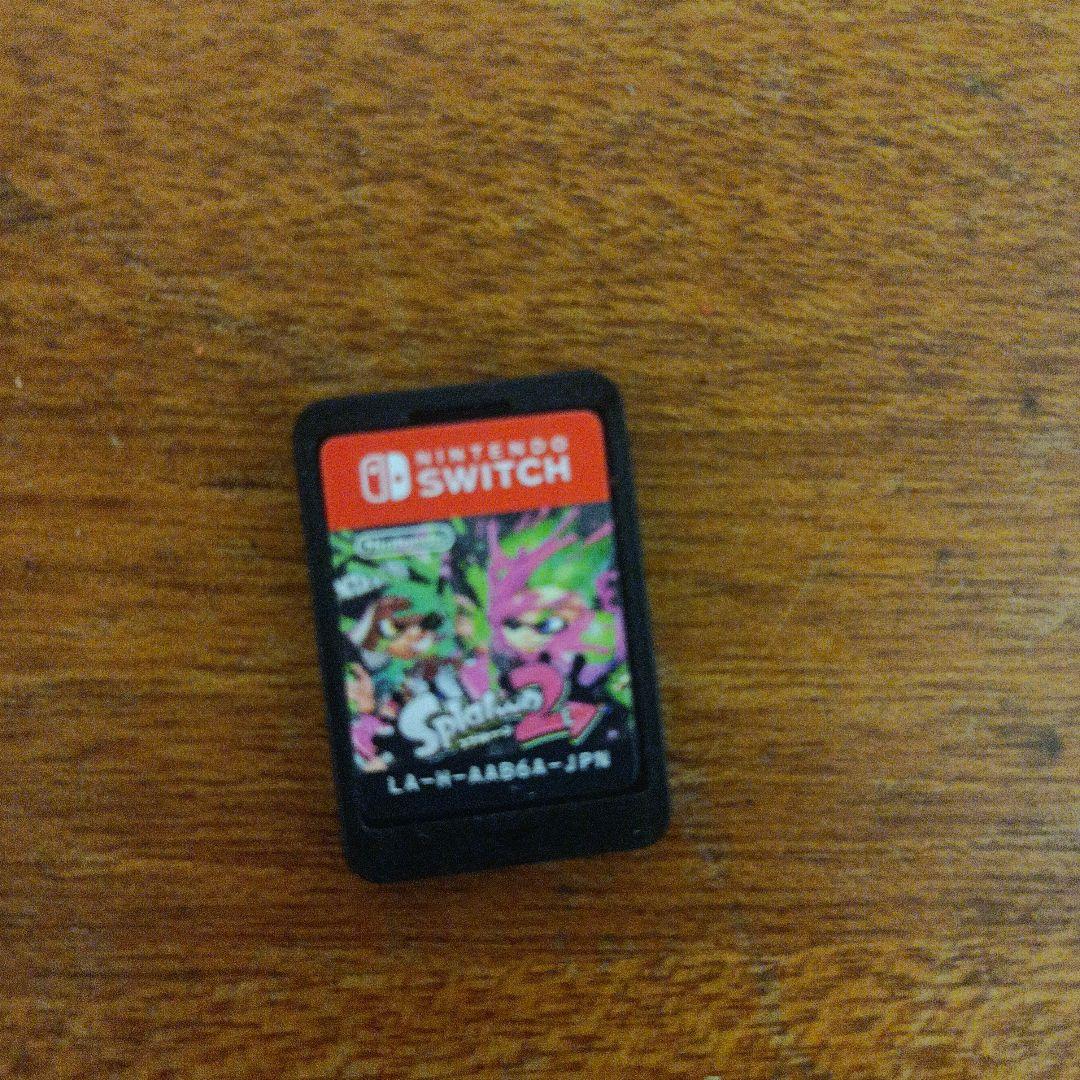 NINTENDO
SWITCH
Nintendo
Splatoon 2
LA-H-AAB6A-JPN